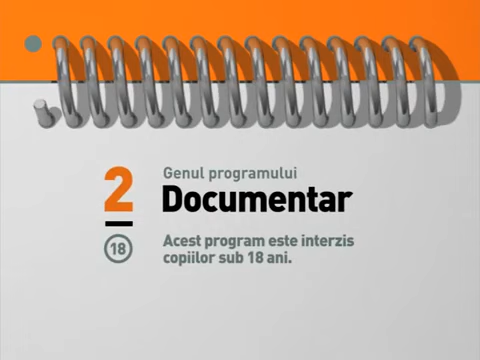 2
Genul programului
Documentar
18
Acest program este interzis
copiilor sub 18 ani.